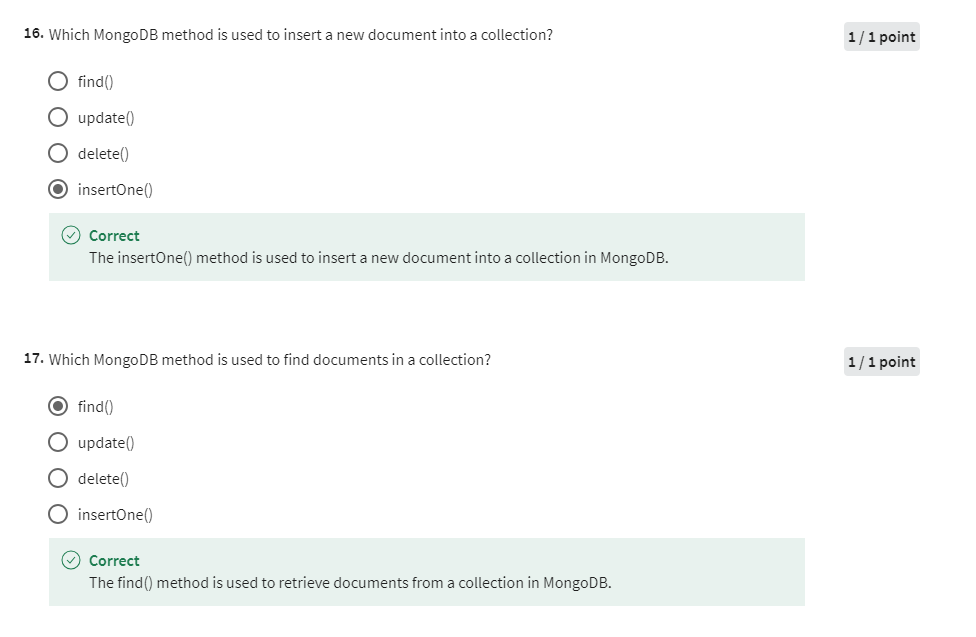 16. Which MongoDB method is used to insert a new document into a collection?
1 / 1 point
find()
update()
delete()
insertOne()
Correct
The insertOne() method is used to insert a new document into a collection in MongoDB.
17. Which MongoDB method is used to find documents in a collection?
1 / 1 point
find()
update()
delete()
insertOne()
Correct
The find() method is used to retrieve documents from a collection in MongoDB.